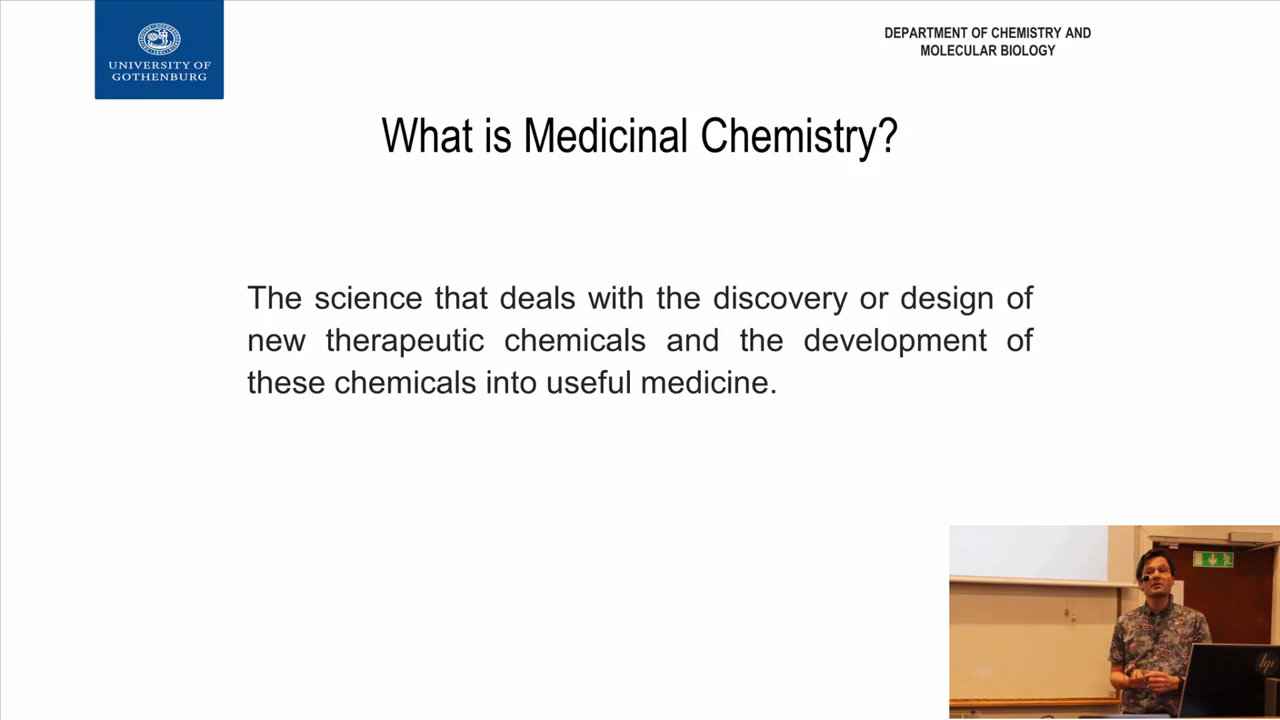 UNIVERSITY OF
GOTHENBURG
DEPARTMENT OF CHEMISTRY AND
MOLECULAR BIOLOGY
What is Medicinal Chemistry?
The science that deals with the discovery or design of
new therapeutic chemicals and the development of
these chemicals into useful medicine.
hp